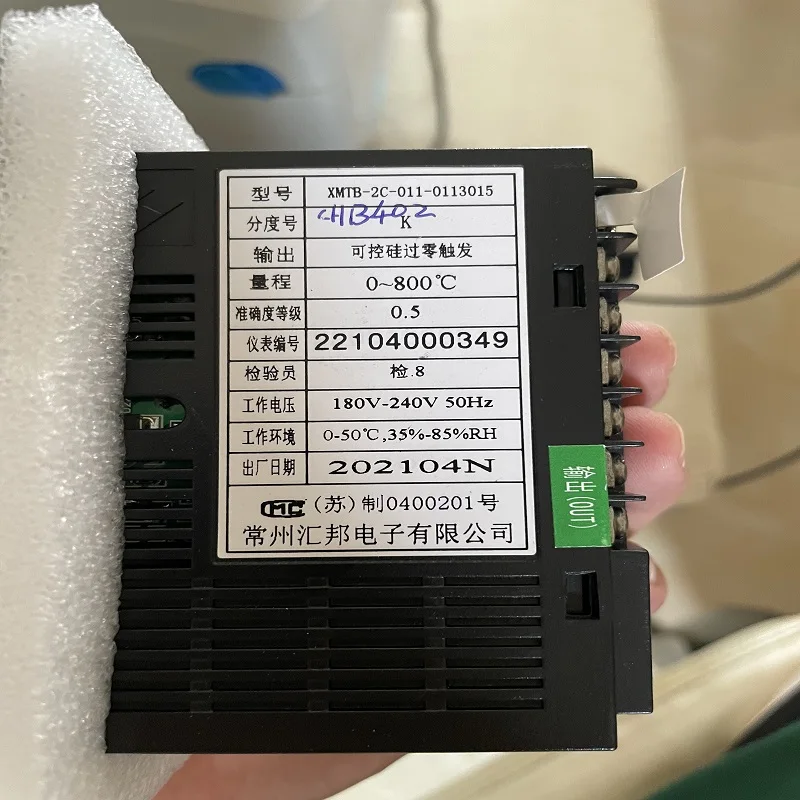 型号 XMTB-2C-011-0113015
CHB402
分度号 K
输出 可控硅过零触发
量程 0~800℃
准确度等级 0.5
仪表编号 22104000349
检验员 检.8
工作电压 180V-240V 50Hz
工作环境 0-50℃,35%-85%RH
出厂日期 202104N
MC (苏)制0400201号
常州汇邦电子有限公司
输出(OUT)